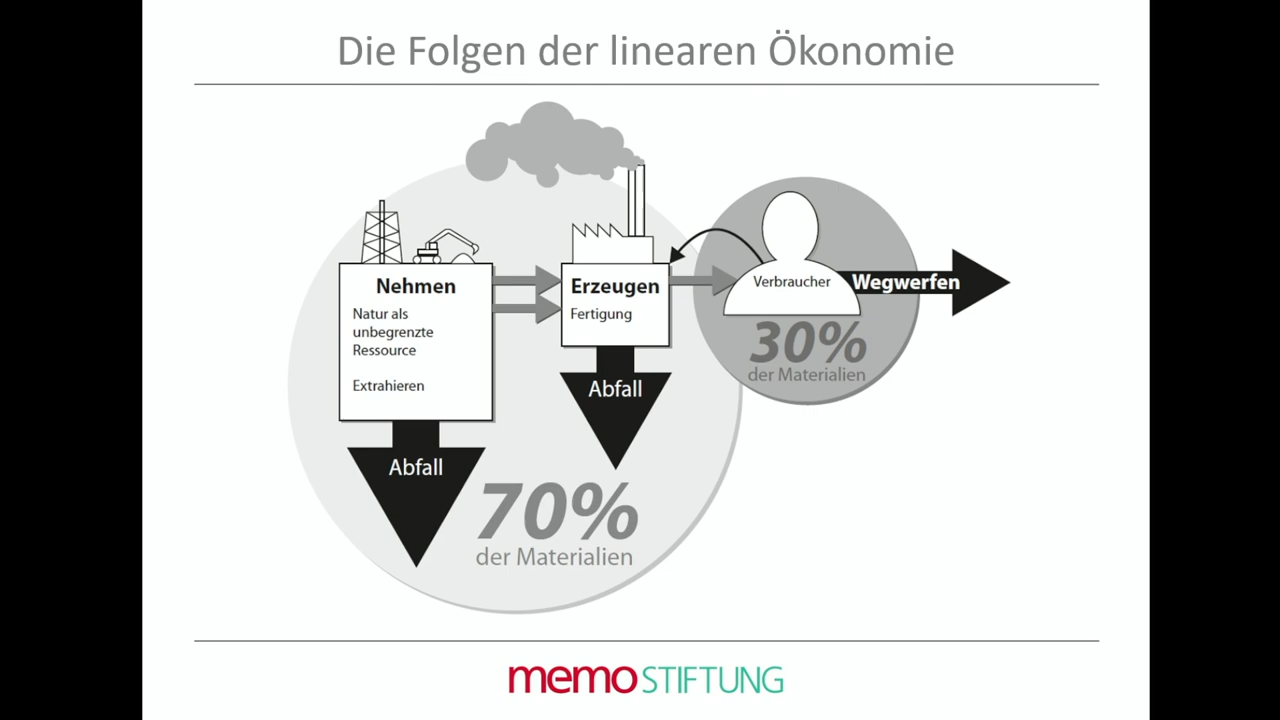 Die Folgen der linearen Ökonomie
Nehmen
Natur als
unbegrenzte
Ressource
Extrahieren
Abfall
Erzeugen
Fertigung
Abfall
70%
der Materialien
Verbraucher
30%
der Materialien
Wegwerfen
memo STIFTUNG